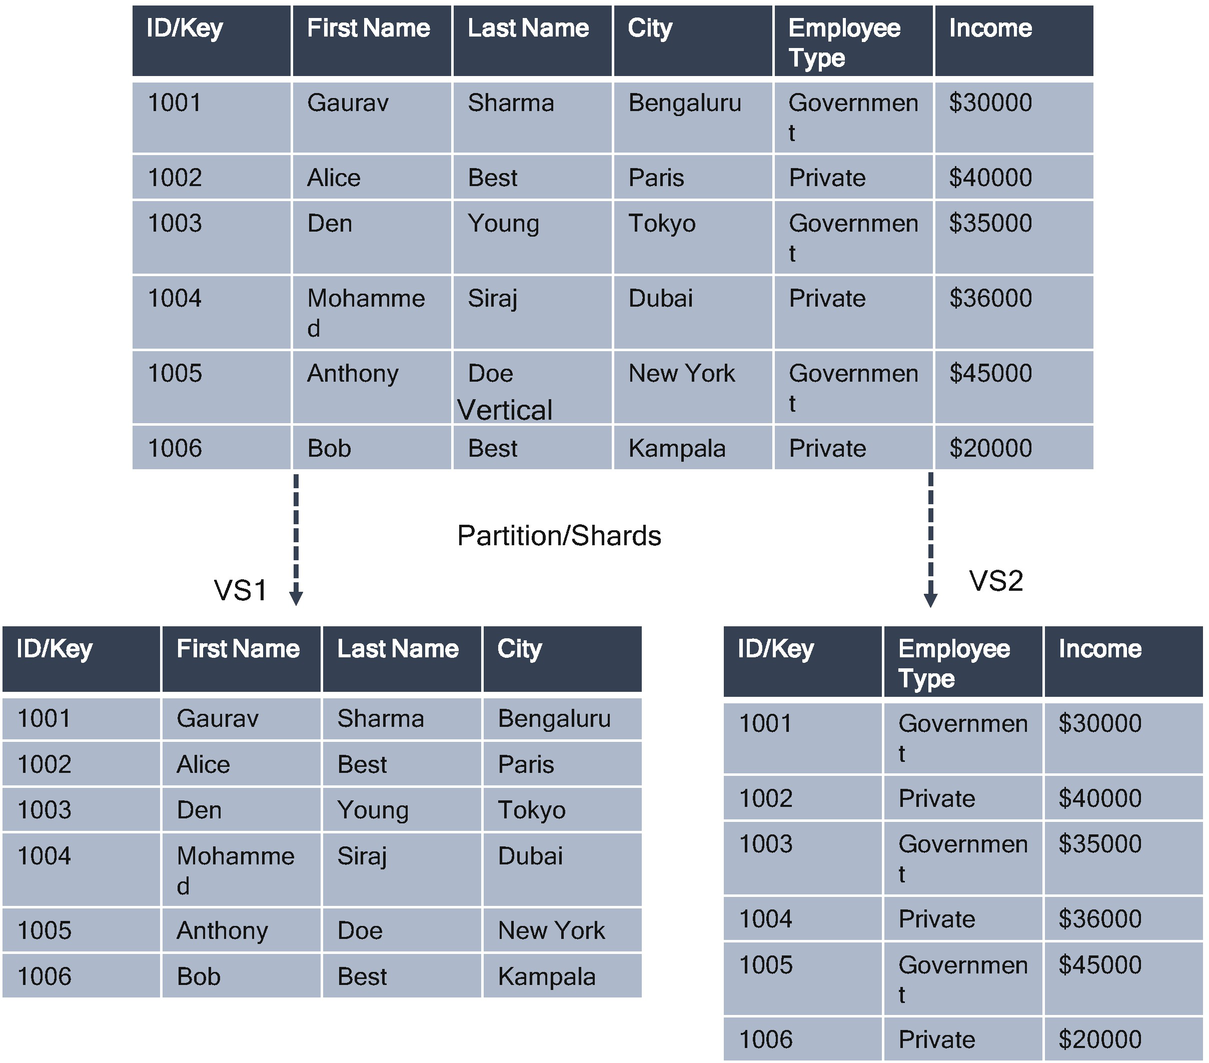 ID/Key First Name Last Name City Employee Income
Type
1001 Gaurav Sharma Bengaluru Governmen $30000
t
1002 Alice Best Paris Private $40000
1003 Den Young Tokyo Governmen $35000
t
1004 Mohamme Siraj Dubai Private $36000
d
1005 Anthony Doe New York Governmen $45000
t
Vertical
1006 Bob Best Kampala Private $20000
Partition/Shards
VS1
VS2
ID/Key First Name Last Name City
1001 Gaurav Sharma Bengaluru
1002 Alice Best Paris
1003 Den Young Tokyo
1004 Mohamme Siraj Dubai
d
1005 Anthony Doe New York
1006 Bob Best Kampala
ID/Key Employee Income
Type
1001 Governmen $30000
t
1002 Private $40000
1003 Governmen $35000
t
1004 Private $36000
1005 Governmen $45000
t
1006 Private $20000